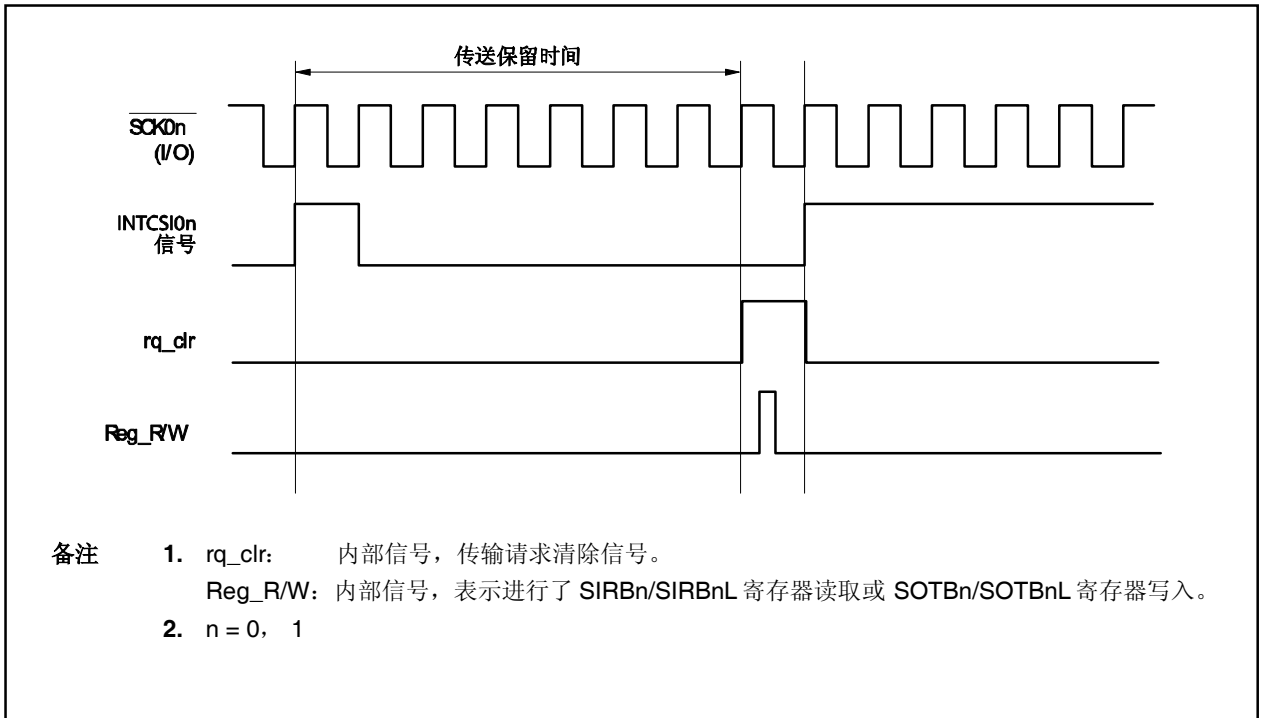 传送保留时间
SCK0n
(I/O)
INTCSI0n
信号
rq_clr
Reg_R/W
备注 1. rq_clr: 内部信号，传输请求清除信号。
Reg_R/W: 内部信号，表示进行了 SIRBn/SIRBnL 寄存器读取或 SOTBn/SOTBnL 寄存器写入。
2. n = 0， 1